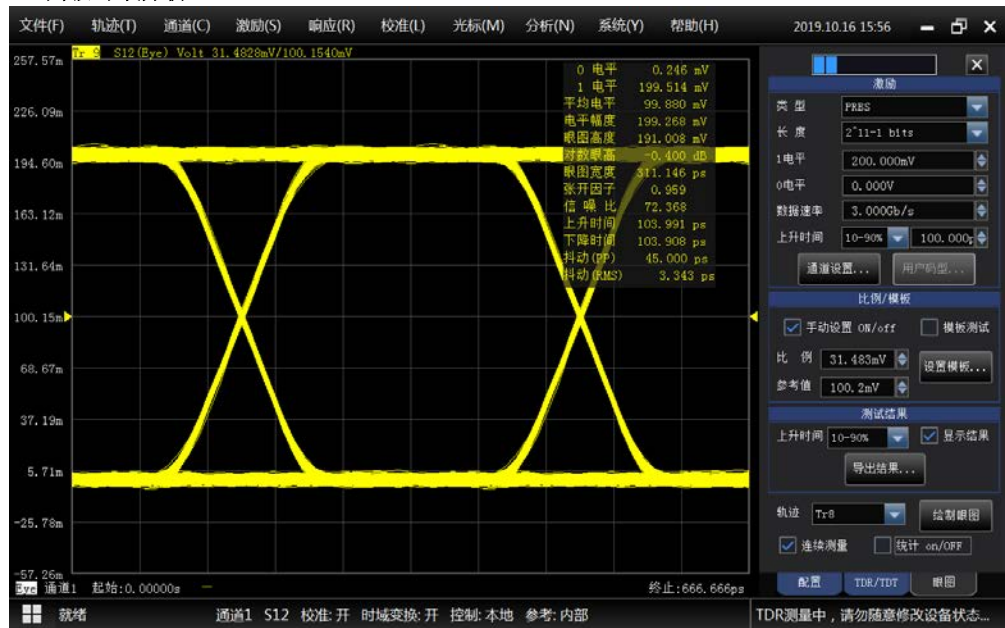 文件(F) 轨迹(T) 通道(C) 激励(S) 响应(R) 校准(L) 光标(M) 分析(N) 系统(Y) 帮助(H) 2019.10.16 15:56
Tr 9 S12(Eye) Volt 31.4828mV/100.1540mV
257.57m
226.09m
194.60m
163.12m
131.64m
100.15m
68.67m
37.19m
5.71m
-25.78m
-57.26m
0 电平 0.246 mV
1 电平 199.514 mV
平均电平 99.880 mV
电平幅度 199.268 mV
眼图高度 191.008 mV
对数眼高 -0.400 dB
眼图宽度 311.146 ps
张开因子 0.959
信 噪 比 72.368
上升时间 103.991 ps
下降时间 103.908 ps
抖动(PP) 45.000 ps
抖动(RMS) 3.343 ps
Eye 通道1 起始:0.00000s 终止:666.666ps
激励
类 型 PRBS
长 度 2^11-1 bits
1电平 200.000mV
0电平 0.000V
数据速率 3.000Gb/s
上升时间 10-90% 100.000p
通道设置... 用户码型...
比例/模板
手动设置 ON/off 模板测试
比 例 31.483mV 设置模板...
参考值 100.2mV
测试结果
上升时间 10-90% 显示结果
导出结果...
轨迹 Tr8 绘制眼图
连续测量 统计 on/OFF
配置 TDR/TDT 眼图
就绪 通道1 S12 校准:开 时域变换:开 控制:本地 参考:内部 TDR测量中，请勿随意修改设备状态...